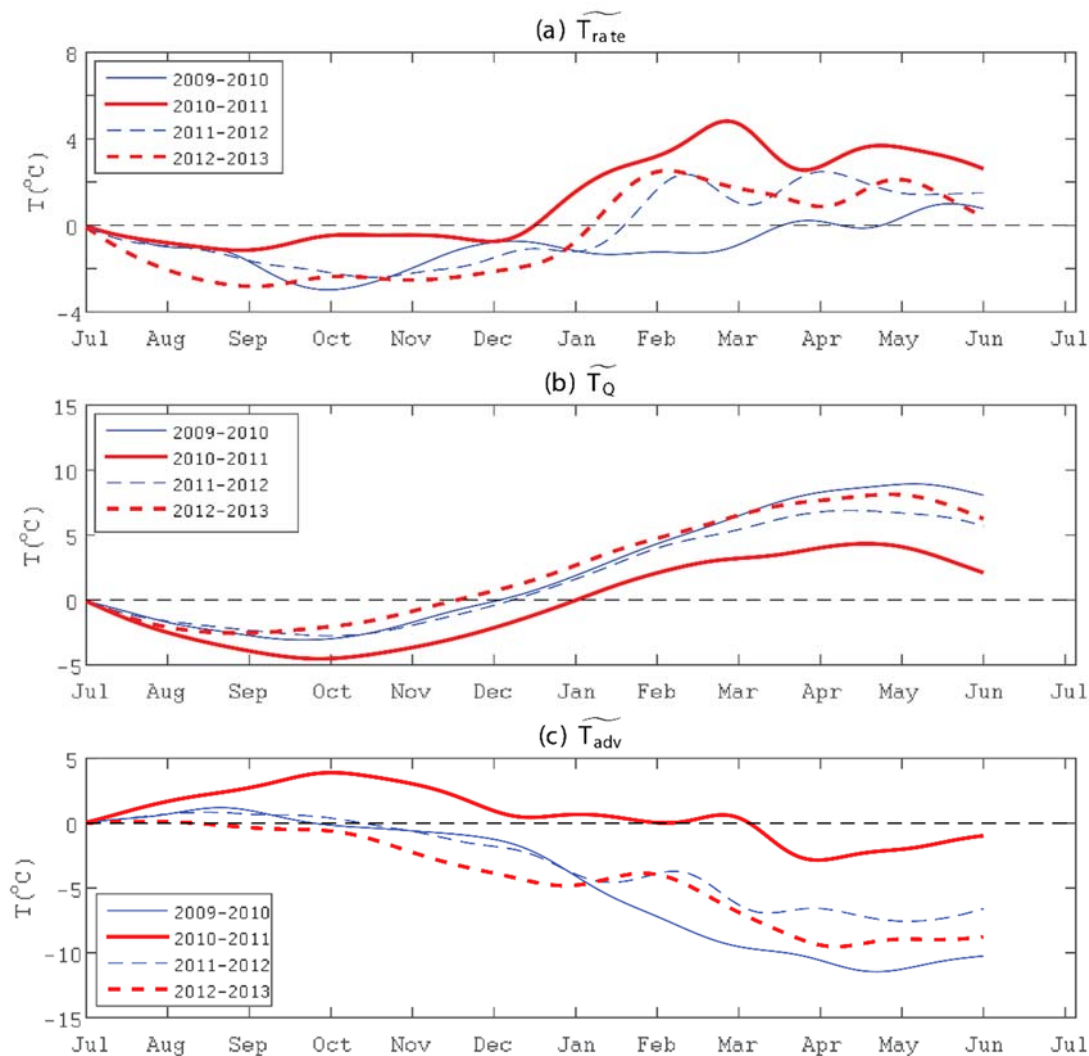 (a) T̃rate
8
4
0
-4
T(°C)
2009-2010
2010-2011
2011-2012
2012-2013
Jul Aug Sep Oct Nov Dec Jan Feb Mar Apr May Jun Jul
(b) T̃Q
15
10
5
0
-5
T(°C)
2009-2010
2010-2011
2011-2012
2012-2013
Jul Aug Sep Oct Nov Dec Jan Feb Mar Apr May Jun Jul
(c) T̃adv
5
0
-5
-10
-15
T(°C)
2009-2010
2010-2011
2011-2012
2012-2013
Jul Aug Sep Oct Nov Dec Jan Feb Mar Apr May Jun Jul